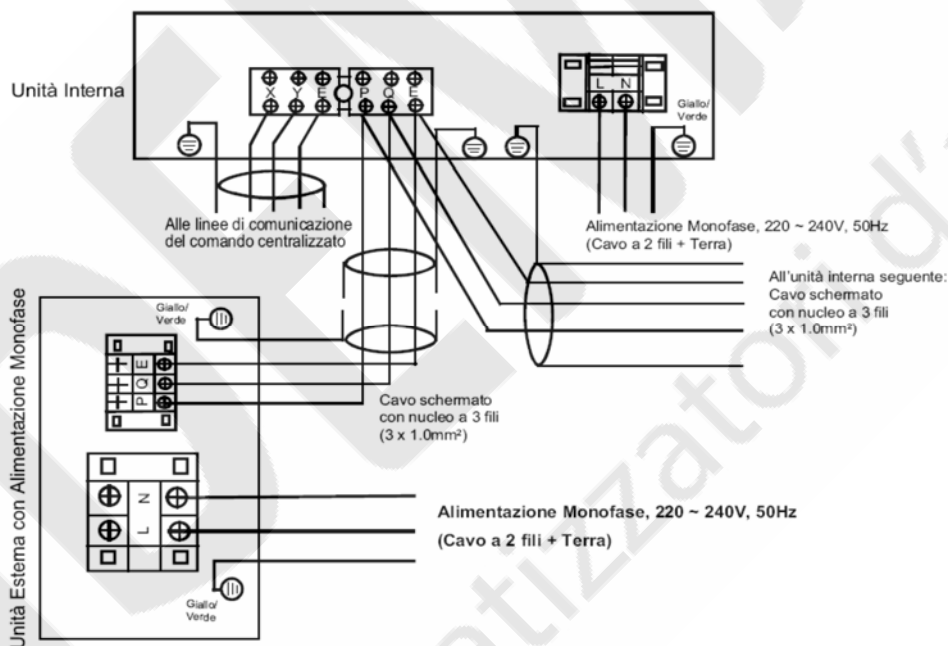 Unità Interna
X Y E P Q E
L N
Giallo/
Verde
Alle linee di comunicazione
del comando centralizzato
Alimentazione Monofase, 220 ~ 240V, 50Hz
(Cavo a 2 fili + Terra)
All'unità interna seguente:
Cavo schermato
con nucleo a 3 fili
(3 x 1.0mm²)
Unità Esterna con Alimentazione Monofase
Giallo/
Verde
P Q E
Cavo schermato
con nucleo a 3 fili
(3 x 1.0mm²)
L N
Alimentazione Monofase, 220 ~ 240V, 50Hz
(Cavo a 2 fili + Terra)
Giallo/
Verde